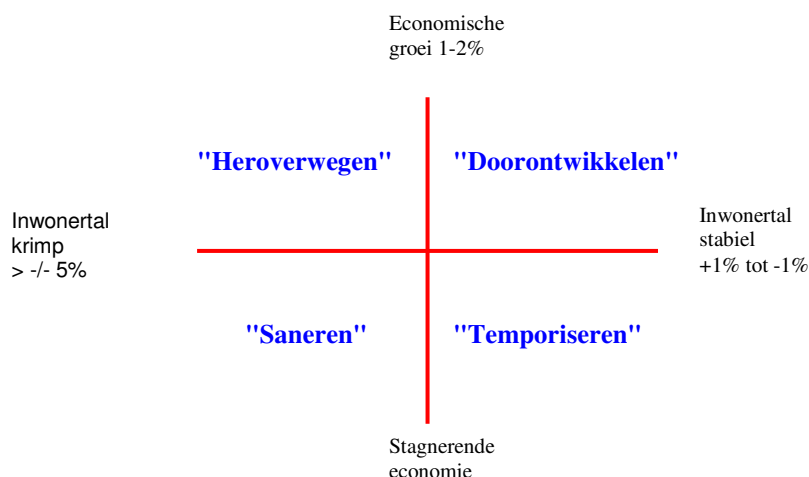 Economische
groei 1-2%
"Heroverwegen"
"Doorontwikkelen"
Inwonertal
krimp
> -/- 5%
Inwonertal
stabiel
+1% tot -1%
"Saneren"
"Temporiseren"
Stagnerende
economie